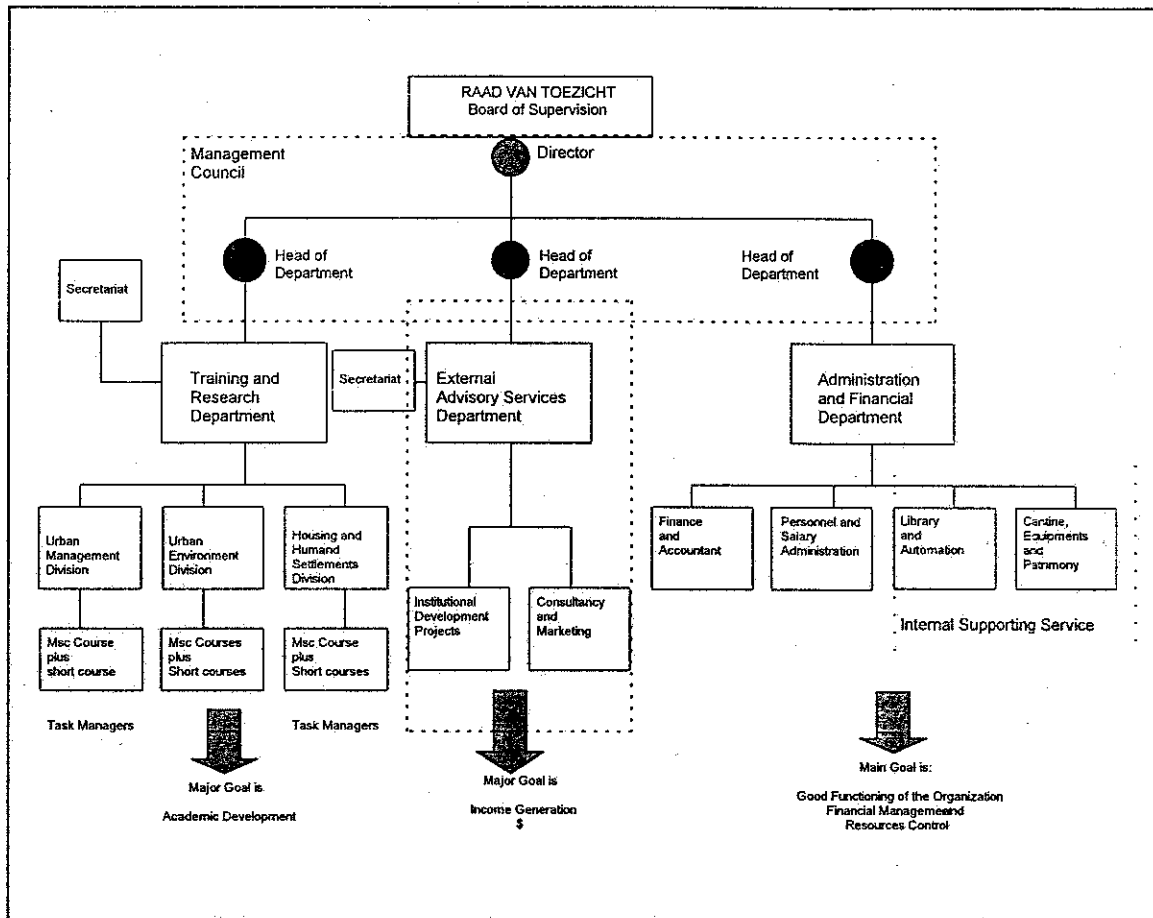 RAAD VAN TOEZICHT
Board of Supervision
Management
Council
Director
Head of
Department
Head of
Department
Head of
Department
Secretariat
Training and
Research
Department
Secretariat
External
Advisory Services
Department
Administration
and Financial
Department
Urban
Management
Division
Urban
Environment
Division
Housing and
Humand
Settlements
Division
Institutional
Development
Projects
Consultancy
and
Marketing
Finance
and
Accountant
Personnel and
Salary
Administration
Library
and
Automation
Cantine,
Equipments
and
Patrimony
Internal Supporting Service
Msc Course
plus
short course
Msc Courses
plus
Short courses
Msc Course
plus
Short courses
Task Managers
Task Managers
Major Goal is
Academic Development
Major Goal is
Income Generation
$
Main Goal is:
Good Functioning of the Organization
Financial Managemeand
Resources Control